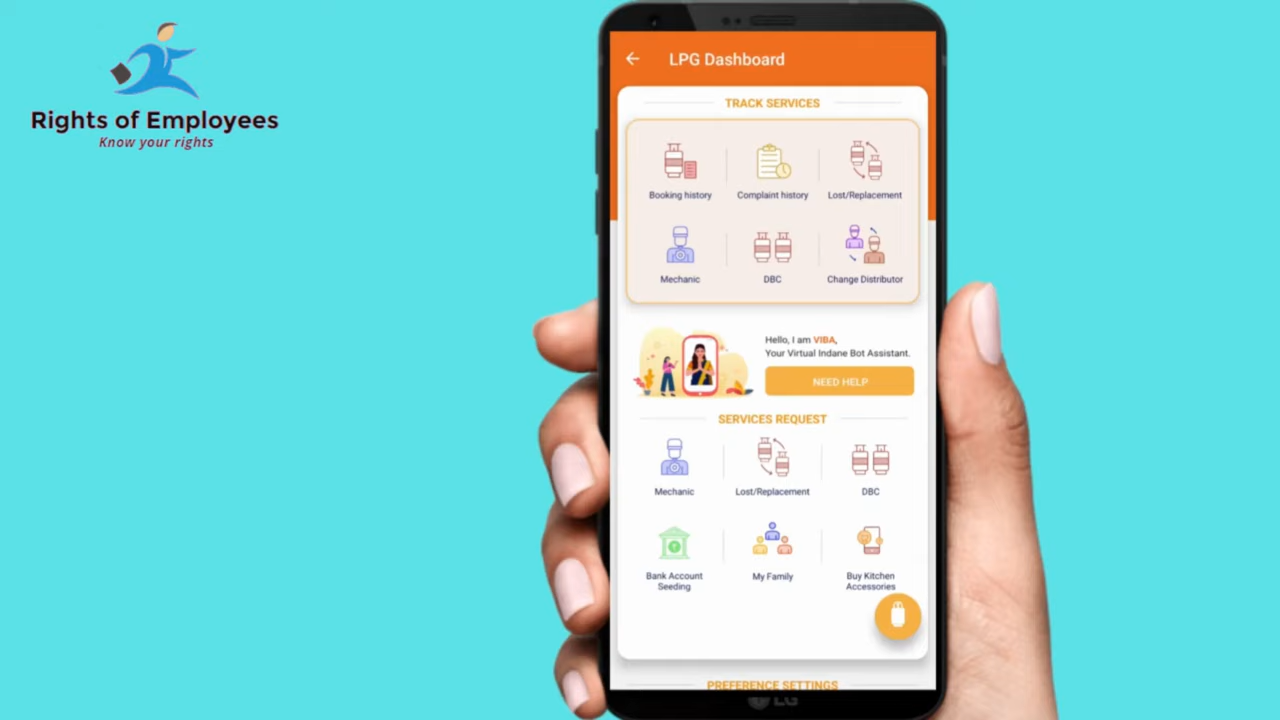 Rights of Employees
Know your rights
LPG Dashboard
TRACK SERVICES
Booking history
Complaint history
Lost/Replacement
Mechanic
DBC
Change Distributor
Hello, I am VIBA,
Your Virtual Indane Bot Assistant.
NEED HELP
SERVICES REQUEST
Mechanic
Lost/Replacement
DBC
Bank Account
Seeding
My Family
Buy Kitchen
Accessories
PREFERENCE SETTINGS
LG